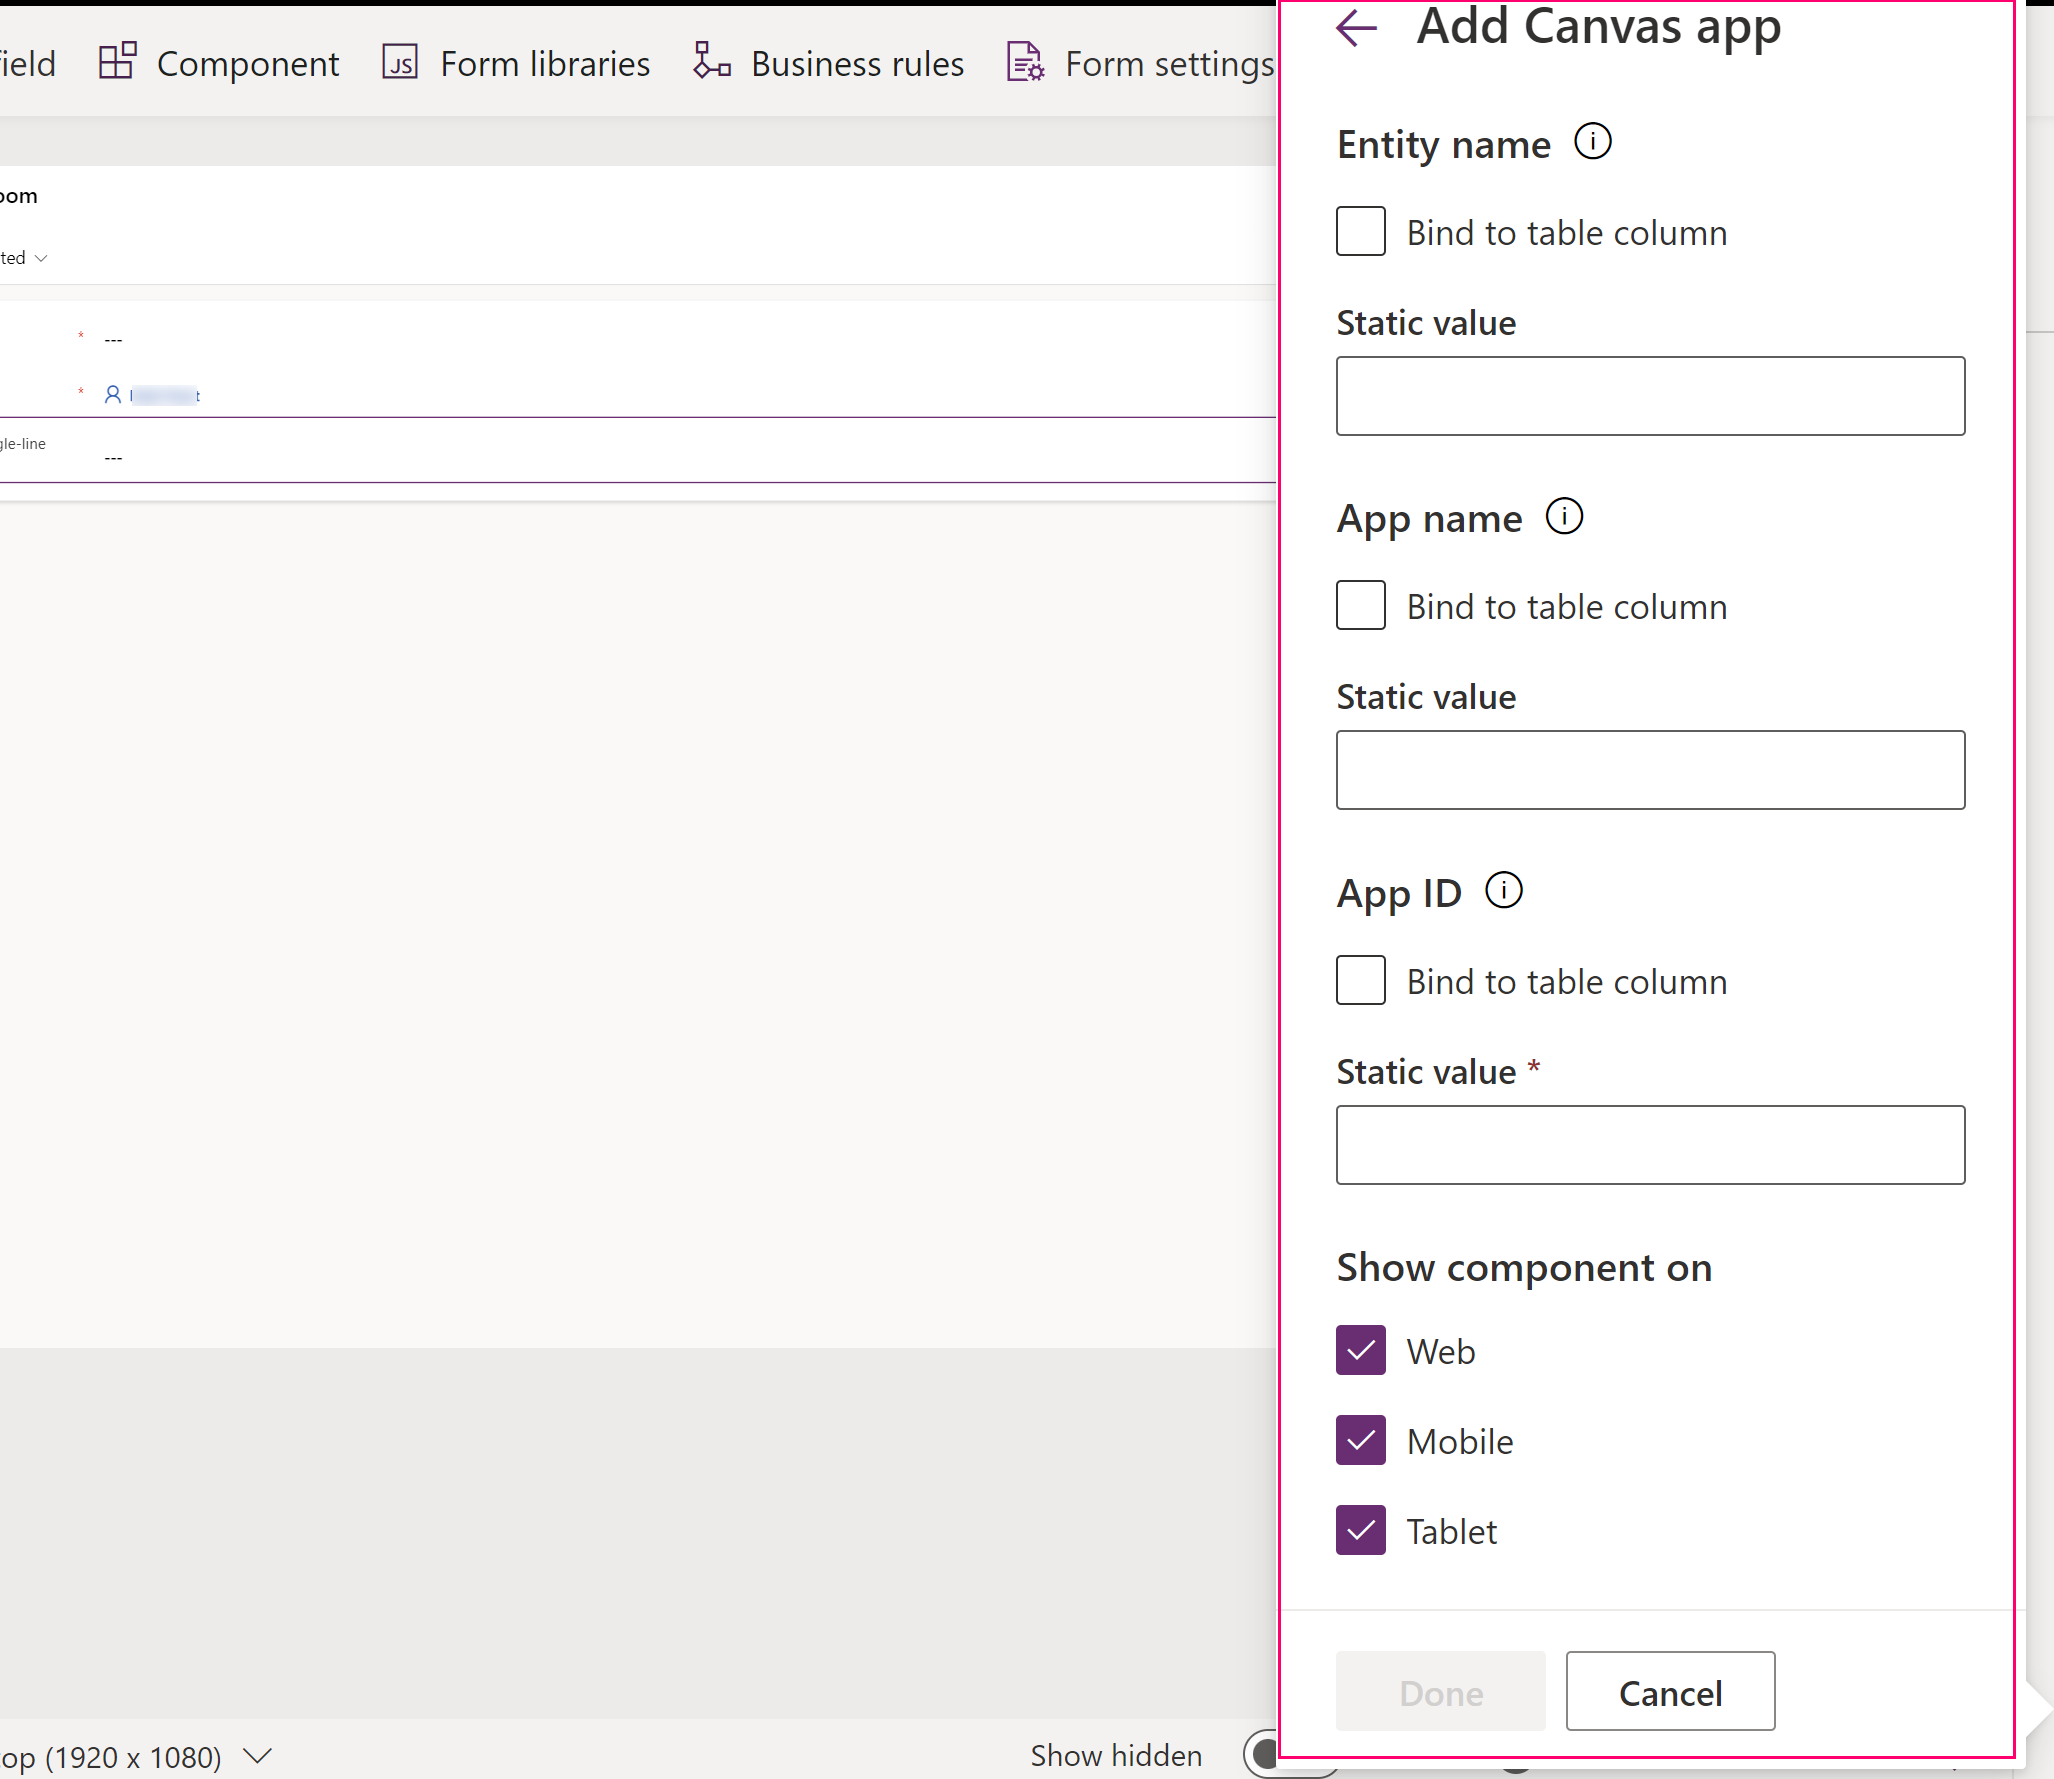 ield Component JS Form libraries Business rules Form settings
oom
ted
* ---
*
gle-line
---
Add Canvas app
Entity name
Bind to table column
Static value
App name
Bind to table column
Static value
App ID
Bind to table column
Static value *
Show component on
Web
Mobile
Tablet
Done Cancel
top (1920 x 1080) Show hidden